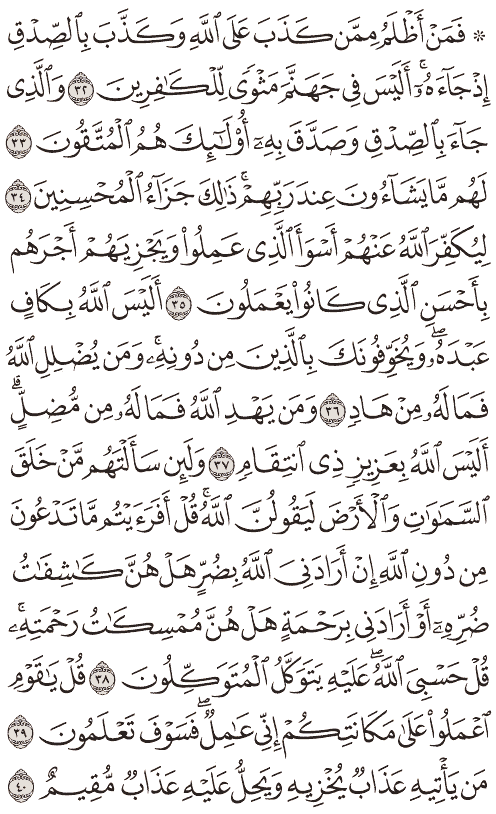 ۞ فَمَنْ أَظْلَمُ مِمَّن كَذَبَ عَلَى ٱللَّهِ وَكَذَّبَ بِٱلصِّدْقِ
إِذْ جَآءَهُۥٓ ۚ أَلَيْسَ فِى جَهَنَّمَ مَثْوًى لِّلْكَـٰفِرِينَ ٣٢ وَٱلَّذِى
جَآءَ بِٱلصِّدْقِ وَصَدَّقَ بِهِۦٓ ۙ أُو۟لَـٰٓئِكَ هُمُ ٱلْمُتَّقُونَ ٣٣
لَهُم مَّا يَشَآءُونَ عِندَ رَبِّهِمْ ۚ ذَٰلِكَ جَزَآءُ ٱلْمُحْسِنِينَ ٣٤
لِيُكَفِّرَ ٱللَّهُ عَنْهُمْ أَسْوَأَ ٱلَّذِى عَمِلُوا۟ وَيَجْزِيَهُمْ أَجْرَهُم
بِأَحْسَنِ ٱلَّذِى كَانُوا۟ يَعْمَلُونَ ٣٥ أَلَيْسَ ٱللَّهُ بِكَافٍ
عَبْدَهُۥ ۖ وَيُخَوِّفُونَكَ بِٱلَّذِينَ مِن دُونِهِۦ ۚ وَمَن يُضْلِلِ ٱللَّهُ
فَمَا لَهُۥ مِنْ هَادٍ ٣٦ وَمَن يَهْدِ ٱللَّهُ فَمَا لَهُۥ مِن مُّضِلٍّ ۗ
أَلَيْسَ ٱللَّهُ بِعَزِيزٍ ذِى ٱنتِقَامٍ ٣٧ وَلَئِن سَأَلْتَهُم مَّنْ خَلَقَ
ٱلسَّمَـٰوَٰتِ وَٱلْأَرْضَ لَيَقُولُنَّ ٱللَّهُ ۚ قُلْ أَفَرَءَيْتُم مَّا تَدْعُونَ
مِن دُونِ ٱللَّهِ إِنْ أَرَادَنِىَ ٱللَّهُ بِضُرٍّ هَلْ هُنَّ كَـٰشِفَـٰتُ
ضُرِّهِۦٓ أَوْ أَرَادَنِى بِرَحْمَةٍ هَلْ هُنَّ مُمْسِكَـٰتُ رَحْمَتِهِۦ ۚ
قُلْ حَسْبِىَ ٱللَّهُ ۖ عَلَيْهِ يَتَوَكَّلُ ٱلْمُتَوَكِّلُونَ ٣٨ قُلْ يَـٰقَوْمِ
ٱعْمَلُوا۟ عَلَىٰ مَكَانَتِكُمْ إِنِّى عَـٰمِلٌ ۖ فَسَوْفَ تَعْلَمُونَ ٣٩
مَن يَأْتِيهِ عَذَابٌ يُخْزِيهِ وَيَحِلُّ عَلَيْهِ عَذَابٌ مُّقِيمٌ ٤٠